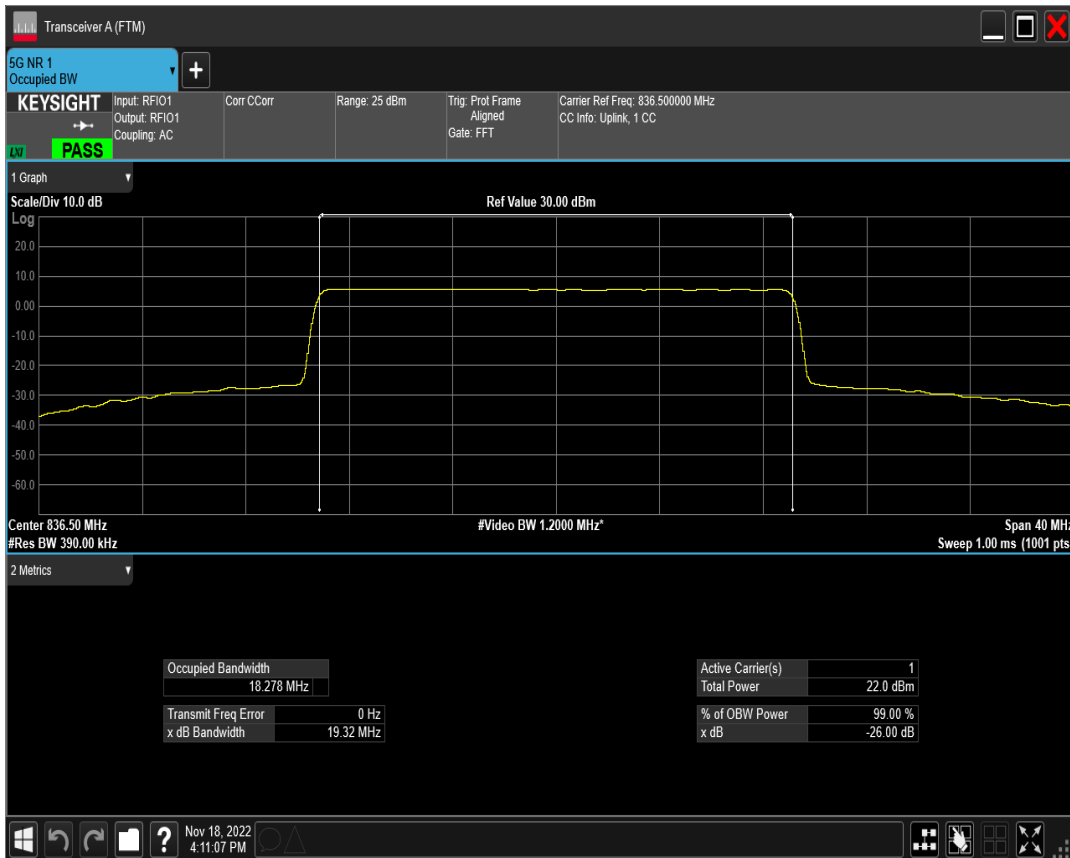 Transceiver A (FTM)
5G NR 1
Occupied BW
+
KEYSIGHT
LXI
PASS
Input: RFIO1
Output: RFIO1
Coupling: AC
Corr CCorr
Range: 25 dBm
Trig: Prot Frame
Aligned
Gate: FFT
Carrier Ref Freq: 836.500000 MHz
CC Info: Uplink, 1 CC
1 Graph
Scale/Div 10.0 dB
Ref Value 30.00 dBm
Log
20.0
10.0
0.00
-10.0
-20.0
-30.0
-40.0
-50.0
-60.0
Center 836.50 MHz
#Video BW 1.2000 MHz*
Span 40 MHz
#Res BW 390.00 kHz
Sweep 1.00 ms (1001 pts
2 Metrics
Occupied Bandwidth
18.278 MHz
Transmit Freq Error 0 Hz
x dB Bandwidth 19.32 MHz
Active Carrier(s) 1
Total Power 22.0 dBm
% of OBW Power 99.00 %
x dB -26.00 dB
?
Nov 18, 2022
4:11:07 PM